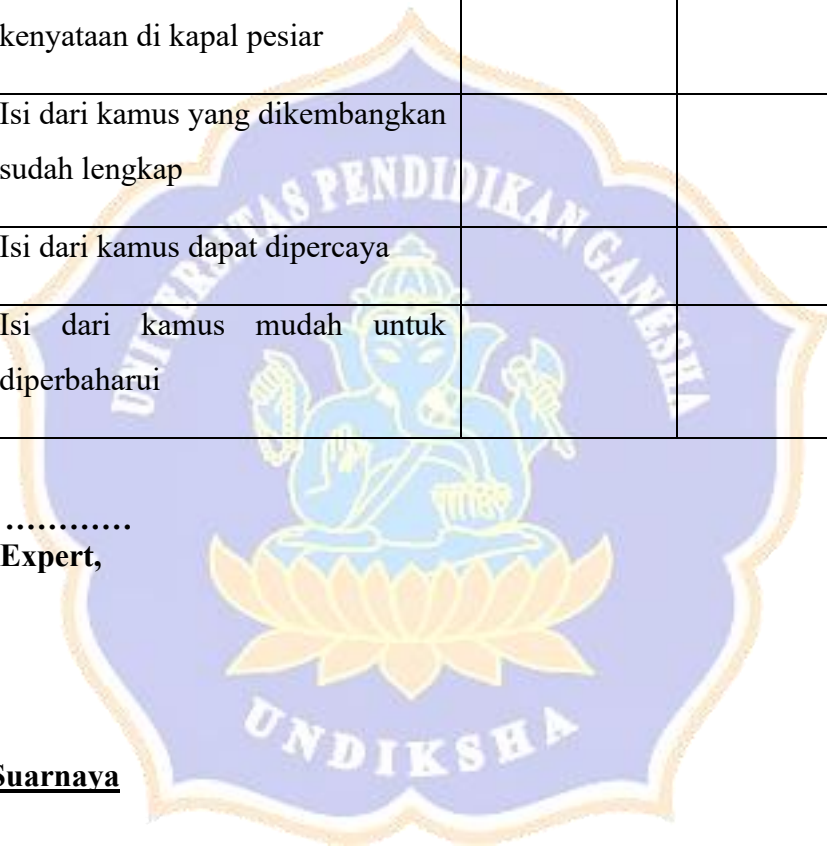 kenyataan di kapal pesiar
Isi dari kamus yang dikembangkan
sudah lengkap
Isi dari kamus dapat dipercaya
Isi dari kamus mudah untuk
diperbaharui
UNIVERSITAS PENDIDIKAN GANESHA
…………
Expert,
UNDIKSHA
Suarnaya